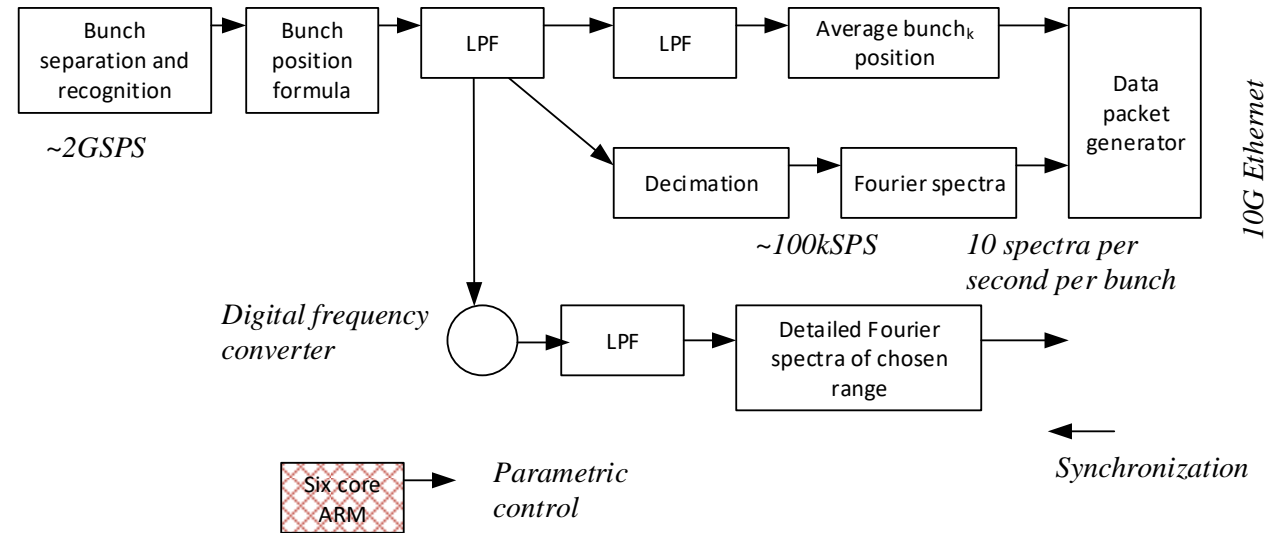 Bunch
separation and
recognition
Bunch
position
formula
LPF
LPF
Average bunchₖ
position
Data
packet
generator
10G Ethernet
~2GSPS
Decimation
Fourier spectra
~100kSPS
10 spectra per
second per bunch
Digital frequency
converter
LPF
Detailed Fourier
spectra of chosen
range
Synchronization
Six core
ARM
Parametric
control